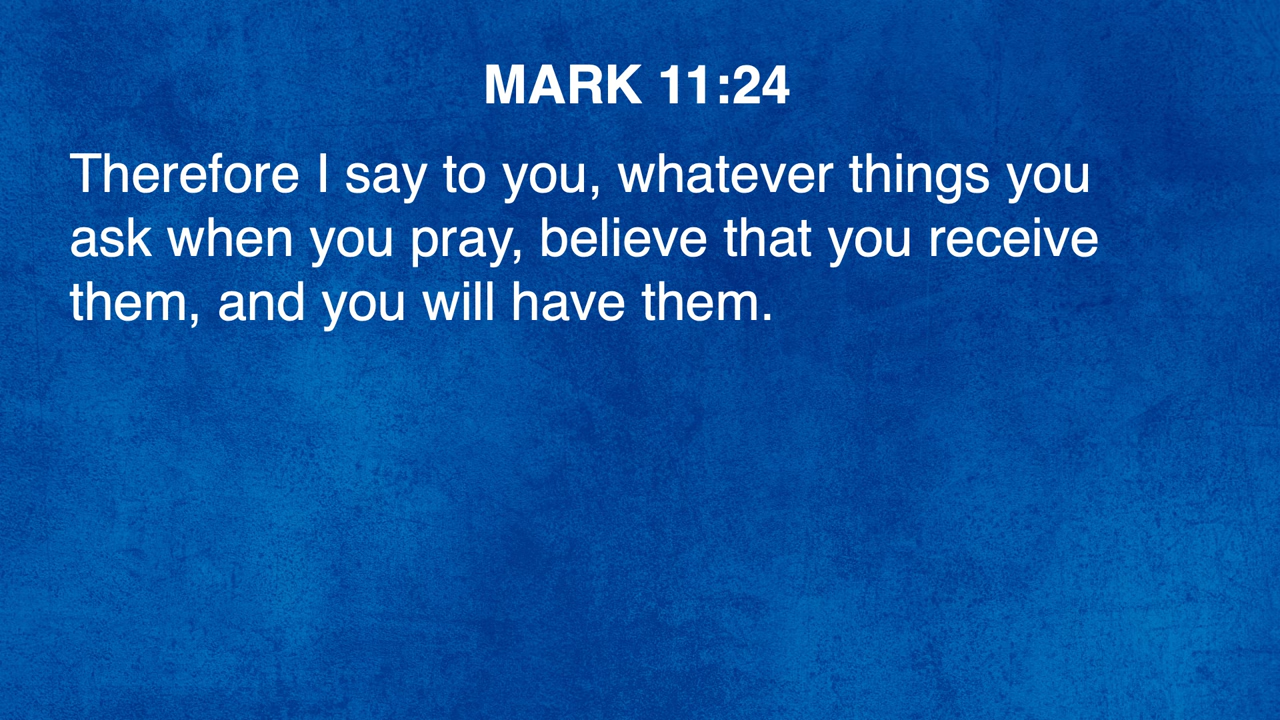 MARK 11:24
Therefore I say to you, whatever things you
ask when you pray, believe that you receive
them, and you will have them.